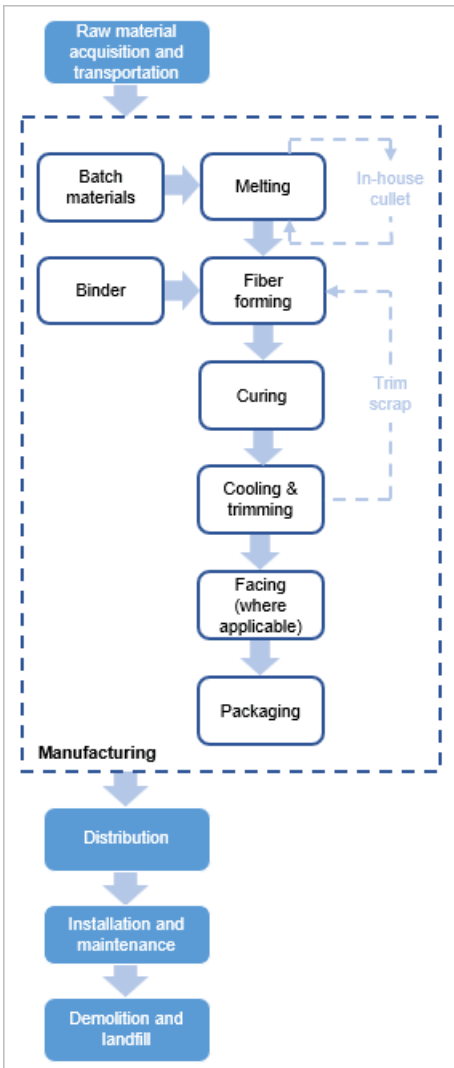 Raw material
acquisition and
transportation
Batch
materials
Melting
In-house
cullet
Binder
Fiber
forming
Curing
Trim
scrap
Cooling &
trimming
Facing
(where
applicable)
Packaging
Manufacturing
Distribution
Installation and
maintenance
Demolition and
landfill